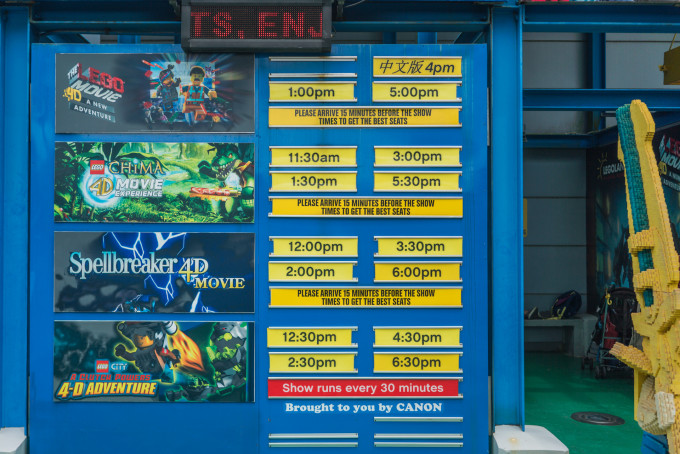 TS, ENJ
THE LEGO MOVIE
4D
A NEW ADVENTURE
中文版 4pm
1:00pm
5:00pm
PLEASE ARRIVE 15 MINUTES BEFORE THE SHOW
TIMES TO GET THE BEST SEATS
LEGO CHIMA
4D MOVIE
EXPERIENCE
11:30am
3:00pm
1:30pm
5:30pm
PLEASE ARRIVE 15 MINUTES BEFORE THE SHOW
TIMES TO GET THE BEST SEATS
Spellbreaker 4D
MOVIE
12:00pm
3:30pm
2:00pm
6:00pm
PLEASE ARRIVE 15 MINUTES BEFORE THE SHOW
TIMES TO GET THE BEST SEATS
LEGO CITY
4-D ADVENTURE
12:30pm
4:30pm
2:30pm
6:30pm
Show runs every 30 minutes
Brought to you by CANON
LEGOLAND